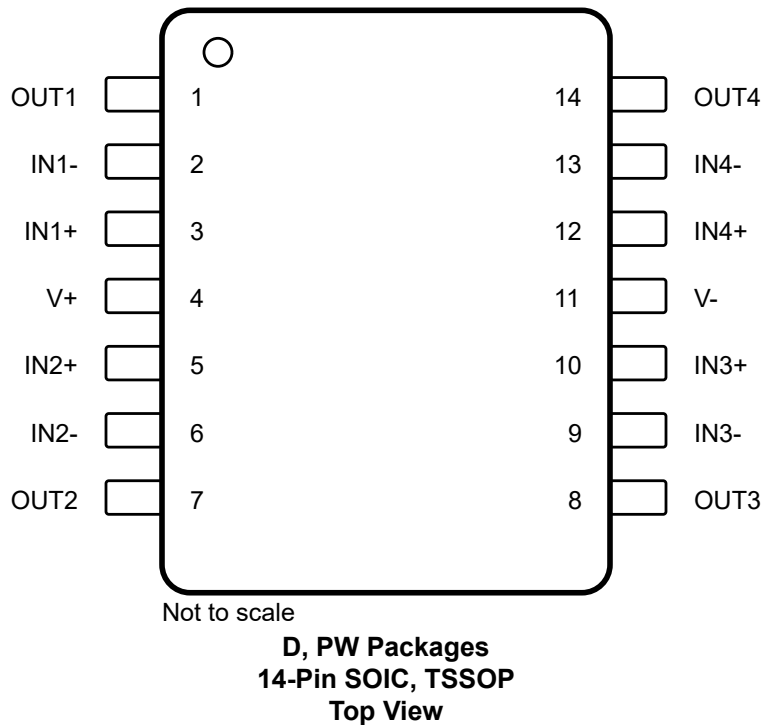 OUT1 1 14 OUT4
IN1- 2 13 IN4-
IN1+ 3 12 IN4+
V+ 4 11 V-
IN2+ 5 10 IN3+
IN2- 6 9 IN3-
OUT2 7 8 OUT3
Not to scale
D, PW Packages
14-Pin SOIC, TSSOP
Top View